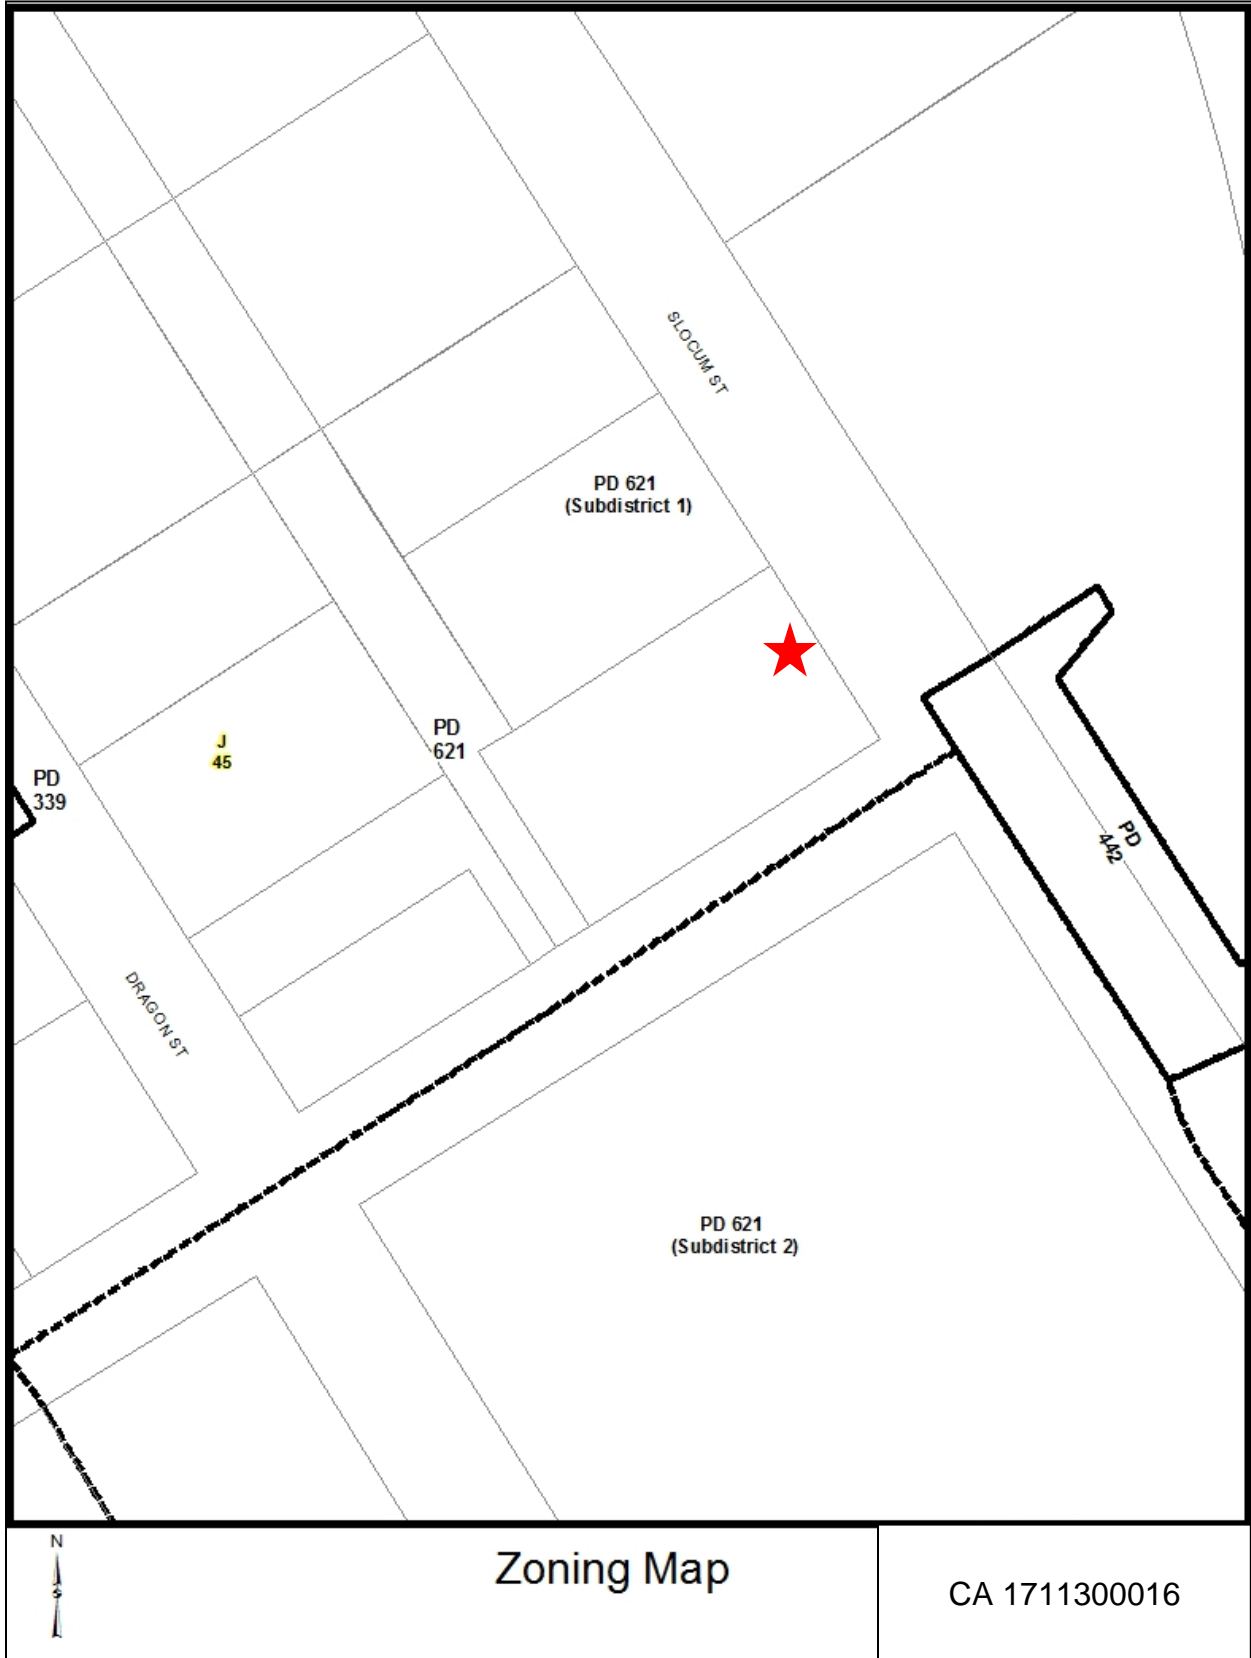 SLOCUM ST
PD 621
(Subdistrict 1)
PD
621
J
45
PD
339
PD
442
DRAGON ST
PD 621
(Subdistrict 2)
N
S
Zoning Map
CA 1711300016